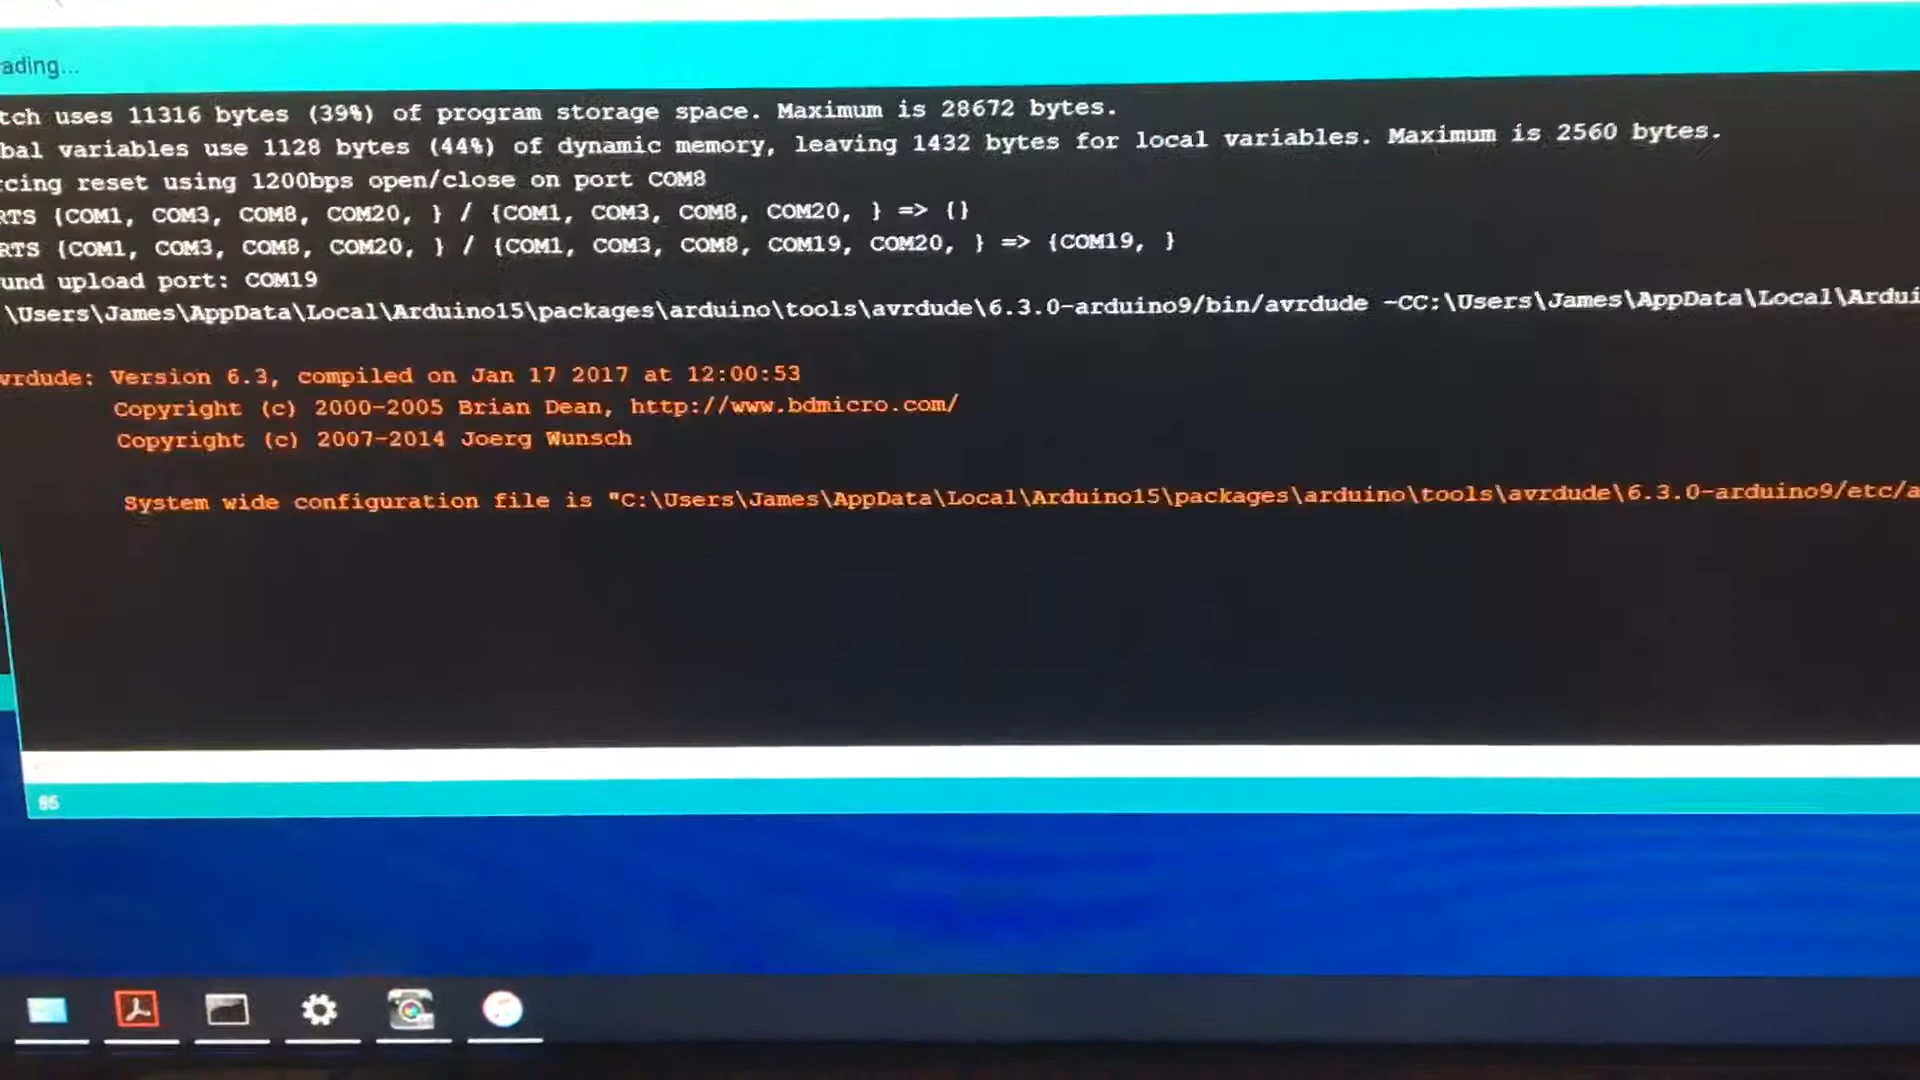 ading...
tch uses 11316 bytes (39%) of program storage space. Maximum is 28672 bytes.
bal variables use 1128 bytes (44%) of dynamic memory, leaving 1432 bytes for local variables. Maximum is 2560 bytes.
rcing reset using 1200bps open/close on port COM8
RTS {COM1, COM3, COM8, COM20, } / {COM1, COM3, COM8, COM20, } => {}
RTS {COM1, COM3, COM8, COM20, } / {COM1, COM3, COM8, COM19, COM20, } => {COM19, }
und upload port: COM19
\Users\James\AppData\Local\Arduino15\packages\arduino\tools\avrdude\6.3.0-arduino9/bin/avrdude -CC:\Users\James\AppData\Local\Ardui
vrdude: Version 6.3, compiled on Jan 17 2017 at 12:00:53
Copyright (c) 2000-2005 Brian Dean, http://www.bdmicro.com/
Copyright (c) 2007-2014 Joerg Wunsch
System wide configuration file is "C:\Users\James\AppData\Local\Arduino15\packages\arduino\tools\avrdude\6.3.0-arduino9/etc/a